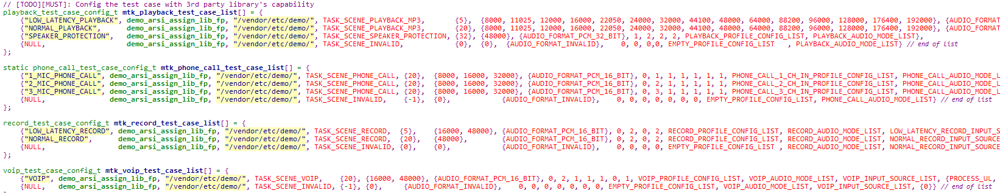 // [TODO][MUST]: Config the test case with 3rd party library's capability
playback_test_case_config_t mtk_playback_test_case_list[] = {
{"LOW_LATENCY_PLAYBACK", demo_arsi_assign_lib_fp, "/vendor/etc/demo/", TASK_SCENE_PLAYBACK_MP3, {5}, {8000, 11025, 12000, 16000, 22050, 24000, 32000, 44100, 48000, 64000, 88200, 96000, 128000, 176400, 192000}, {AUDIO_FORMAT
{"NORMAL_PLAYBACK", demo_arsi_assign_lib_fp, "/vendor/etc/demo/", TASK_SCENE_PLAYBACK_MP3, {20}, {8000, 11025, 12000, 16000, 22050, 24000, 32000, 44100, 48000, 64000, 88200, 96000, 128000, 176400, 192000}, {AUDIO_FORMAT
{"SPEAKER_PROTECTION", demo_arsi_assign_lib_fp, "/vendor/etc/demo/", TASK_SCENE_SPEAKER_PROTECTION, {32}, {48000}, {AUDIO_FORMAT_PCM_32_BIT}, 1, 2, 2, 2, PLAYBACK_PROFILE_CONFIG_LIST, PLAYBACK_AUDIO_MODE_LIST},
{NULL, demo_arsi_assign_lib_fp, "/vendor/etc/demo/", TASK_SCENE_INVALID, {0}, {0}, {AUDIO_FORMAT_INVALID}, 0, 0, 0,0, EMPTY_PROFILE_CONFIG_LIST , PLAYBACK_AUDIO_MODE_LIST} // end of list
};
static phone_call_test_case_config_t mtk_phone_call_test_case_list[] = {
{"1_MIC_PHONE_CALL", demo_arsi_assign_lib_fp, "/vendor/etc/demo/", TASK_SCENE_PHONE_CALL, {20}, {8000, 16000, 32000}, {AUDIO_FORMAT_PCM_16_BIT}, 0, 1, 1, 1, 1, 1, 1, PHONE_CALL_1_CH_IN_PROFILE_CONFIG_LIST, PHONE_CALL_AUDIO_MODE_L
{"2_MIC_PHONE_CALL", demo_arsi_assign_lib_fp, "/vendor/etc/demo/", TASK_SCENE_PHONE_CALL, {20}, {8000, 16000, 32000}, {AUDIO_FORMAT_PCM_16_BIT}, 0, 2, 1, 1, 1, 1, 1, PHONE_CALL_2_CH_IN_PROFILE_CONFIG_LIST, PHONE_CALL_AUDIO_MODE_L
{"3_MIC_PHONE_CALL", demo_arsi_assign_lib_fp, "/vendor/etc/demo/", TASK_SCENE_PHONE_CALL, {20}, {8000, 16000, 32000}, {AUDIO_FORMAT_PCM_16_BIT}, 0, 3, 1, 1, 1, 1, 1, PHONE_CALL_3_CH_IN_PROFILE_CONFIG_LIST, PHONE_CALL_AUDIO_MODE_L
{NULL, demo_arsi_assign_lib_fp, "/vendor/etc/demo/", TASK_SCENE_INVALID, {-1}, {0}, {AUDIO_FORMAT_INVALID}, 0, 0, 0, 0, 0, 0, 0, EMPTY_PROFILE_CONFIG_LIST, PHONE_CALL_AUDIO_MODE_LIST} // end of list
};
record_test_case_config_t mtk_record_test_case_list[] = {
{"LOW_LATENCY_RECORD", demo_arsi_assign_lib_fp, "/vendor/etc/demo/", TASK_SCENE_RECORD, {5}, {16000, 48000}, {AUDIO_FORMAT_PCM_16_BIT}, 0, 2, 0, 2, RECORD_PROFILE_CONFIG_LIST, RECORD_AUDIO_MODE_LIST, LOW_LATENCY_RECORD_INPUT_S
{"NORMAL_RECORD", demo_arsi_assign_lib_fp, "/vendor/etc/demo/", TASK_SCENE_RECORD, {20}, {48000}, {AUDIO_FORMAT_PCM_16_BIT}, 0, 2, 0, 2, RECORD_PROFILE_CONFIG_LIST, RECORD_AUDIO_MODE_LIST, NORMAL_RECORD_INPUT_SOURCE
{NULL, demo_arsi_assign_lib_fp, "/vendor/etc/demo/", TASK_SCENE_INVALID, {0}, {0}, {AUDIO_FORMAT_INVALID}, 0, 0, 0, 0, EMPTY_PROFILE_CONFIG_LIST , RECORD_AUDIO_MODE_LIST, NORMAL_RECORD_INPUT_SOURCE
};
voip_test_case_config_t mtk_voip_test_case_list[] = {
{"VOIP", demo_arsi_assign_lib_fp, "/vendor/etc/demo/", TASK_SCENE_VOIP, {20}, {16000, 48000}, {AUDIO_FORMAT_PCM_16_BIT}, 0, 2, 1, 1, 1, 0, 1, VOIP_PROFILE_CONFIG_LIST, VOIP_AUDIO_MODE_LIST, VOIP_INPUT_SOURCE_LIST, {PROCESS_UL,
{NULL, demo_arsi_assign_lib_fp, "/vendor/etc/demo/", TASK_SCENE_INVALID, {-1}, {0}, {AUDIO_FORMAT_INVALID}, 0, 0, 0, 0, 0, 0, 0, EMPTY_PROFILE_CONFIG_LIST, VOIP_AUDIO_MODE_LIST, VOIP_INPUT_SOURCE_LIST, {0}} // end of list